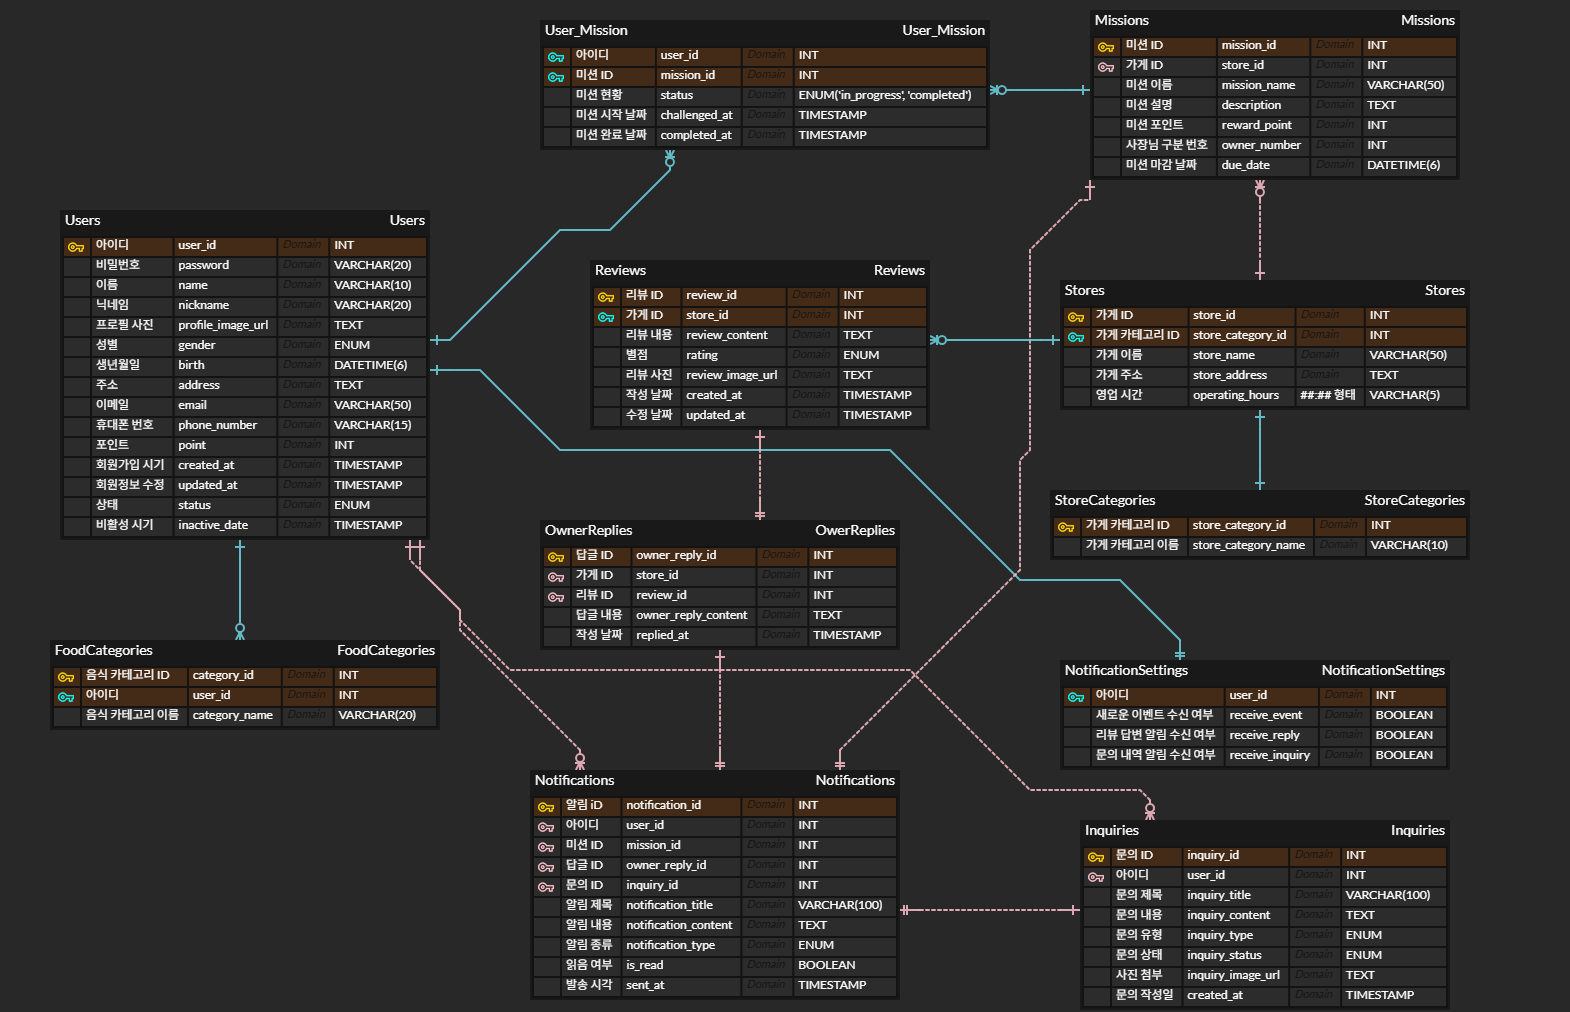 User_Mission User_Mission
아이디 user_id Domain INT
미션 ID mission_id Domain INT
미션 현황 status Domain ENUM('in_progress', 'completed')
미션 시작 날짜 challenged_at Domain TIMESTAMP
미션 완료 날짜 completed_at Domain TIMESTAMP
Missions Missions
미션 ID mission_id Domain INT
가게 ID store_id Domain INT
미션 이름 mission_name Domain VARCHAR(50)
미션 설명 description Domain TEXT
미션 포인트 reward_point Domain INT
사장님 구분 번호 owner_number Domain INT
미션 마감 날짜 due_date Domain DATETIME(6)
Users Users
아이디 user_id Domain INT
비밀번호 password Domain VARCHAR(20)
이름 name Domain VARCHAR(10)
닉네임 nickname Domain VARCHAR(20)
프로필 사진 profile_image_url Domain TEXT
성별 gender Domain ENUM
생년월일 birth Domain DATETIME(6)
주소 address Domain TEXT
이메일 email Domain VARCHAR(50)
휴대폰 번호 phone_number Domain VARCHAR(15)
포인트 point Domain INT
회원가입 시기 created_at Domain TIMESTAMP
회원정보 수정 updated_at Domain TIMESTAMP
상태 status Domain ENUM
비활성 시기 inactive_date Domain TIMESTAMP
Reviews Reviews
리뷰 ID review_id Domain INT
가게 ID store_id Domain INT
리뷰 내용 review_content Domain TEXT
별점 rating Domain ENUM
리뷰 사진 review_image_url Domain TEXT
작성 날짜 created_at Domain TIMESTAMP
수정 날짜 updated_at Domain TIMESTAMP
Stores Stores
가게 ID store_id Domain INT
가게 카테고리 ID store_category_id Domain INT
가게 이름 store_name Domain VARCHAR(50)
가게 주소 store_address Domain TEXT
영업 시간 operating_hours ##:## 형태 VARCHAR(5)
StoreCategories StoreCategories
가게 카테고리 ID store_category_id Domain INT
가게 카테고리 이름 store_category_name Domain VARCHAR(10)
OwnerReplies OwerReplies
답글 ID owner_reply_id Domain INT
가게 ID store_id Domain INT
리뷰 ID review_id Domain INT
답글 내용 owner_reply_content Domain TEXT
작성 날짜 replied_at Domain TIMESTAMP
FoodCategories FoodCategories
음식 카테고리 ID category_id Domain INT
아이디 user_id Domain INT
음식 카테고리 이름 category_name Domain VARCHAR(20)
NotificationSettings NotificationSettings
아이디 user_id Domain INT
새로운 이벤트 수신 여부 receive_event Domain BOOLEAN
리뷰 답변 알림 수신 여부 receive_reply Domain BOOLEAN
문의 내역 알림 수신 여부 receive_inquiry Domain BOOLEAN
Notifications Notifications
알림 iD notification_id Domain INT
아이디 user_id Domain INT
미션 ID mission_id Domain INT
답글 ID owner_reply_id Domain INT
문의 ID inquiry_id Domain INT
알림 제목 notification_title Domain VARCHAR(100)
알림 내용 notification_content Domain TEXT
알림 종류 notification_type Domain ENUM
읽음 여부 is_read Domain BOOLEAN
발송 시각 sent_at Domain TIMESTAMP
Inquiries Inquiries
문의 ID inquiry_id Domain INT
아이디 user_id Domain INT
문의 제목 inquiry_title Domain VARCHAR(100)
문의 내용 inquiry_content Domain TEXT
문의 유형 inquiry_type Domain ENUM
문의 상태 inquiry_status Domain ENUM
사진 첨부 inquiry_image_url Domain TEXT
문의 작성일 created_at Domain TIMESTAMP